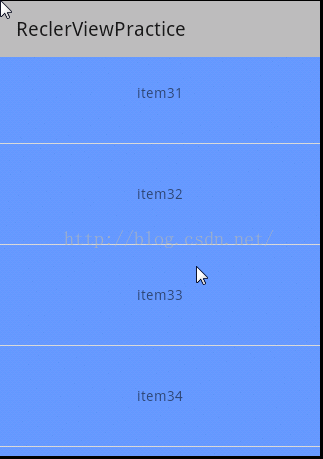 ReclerViewPractice
item31
item32
http://blog.csdn.net/
item33
item34